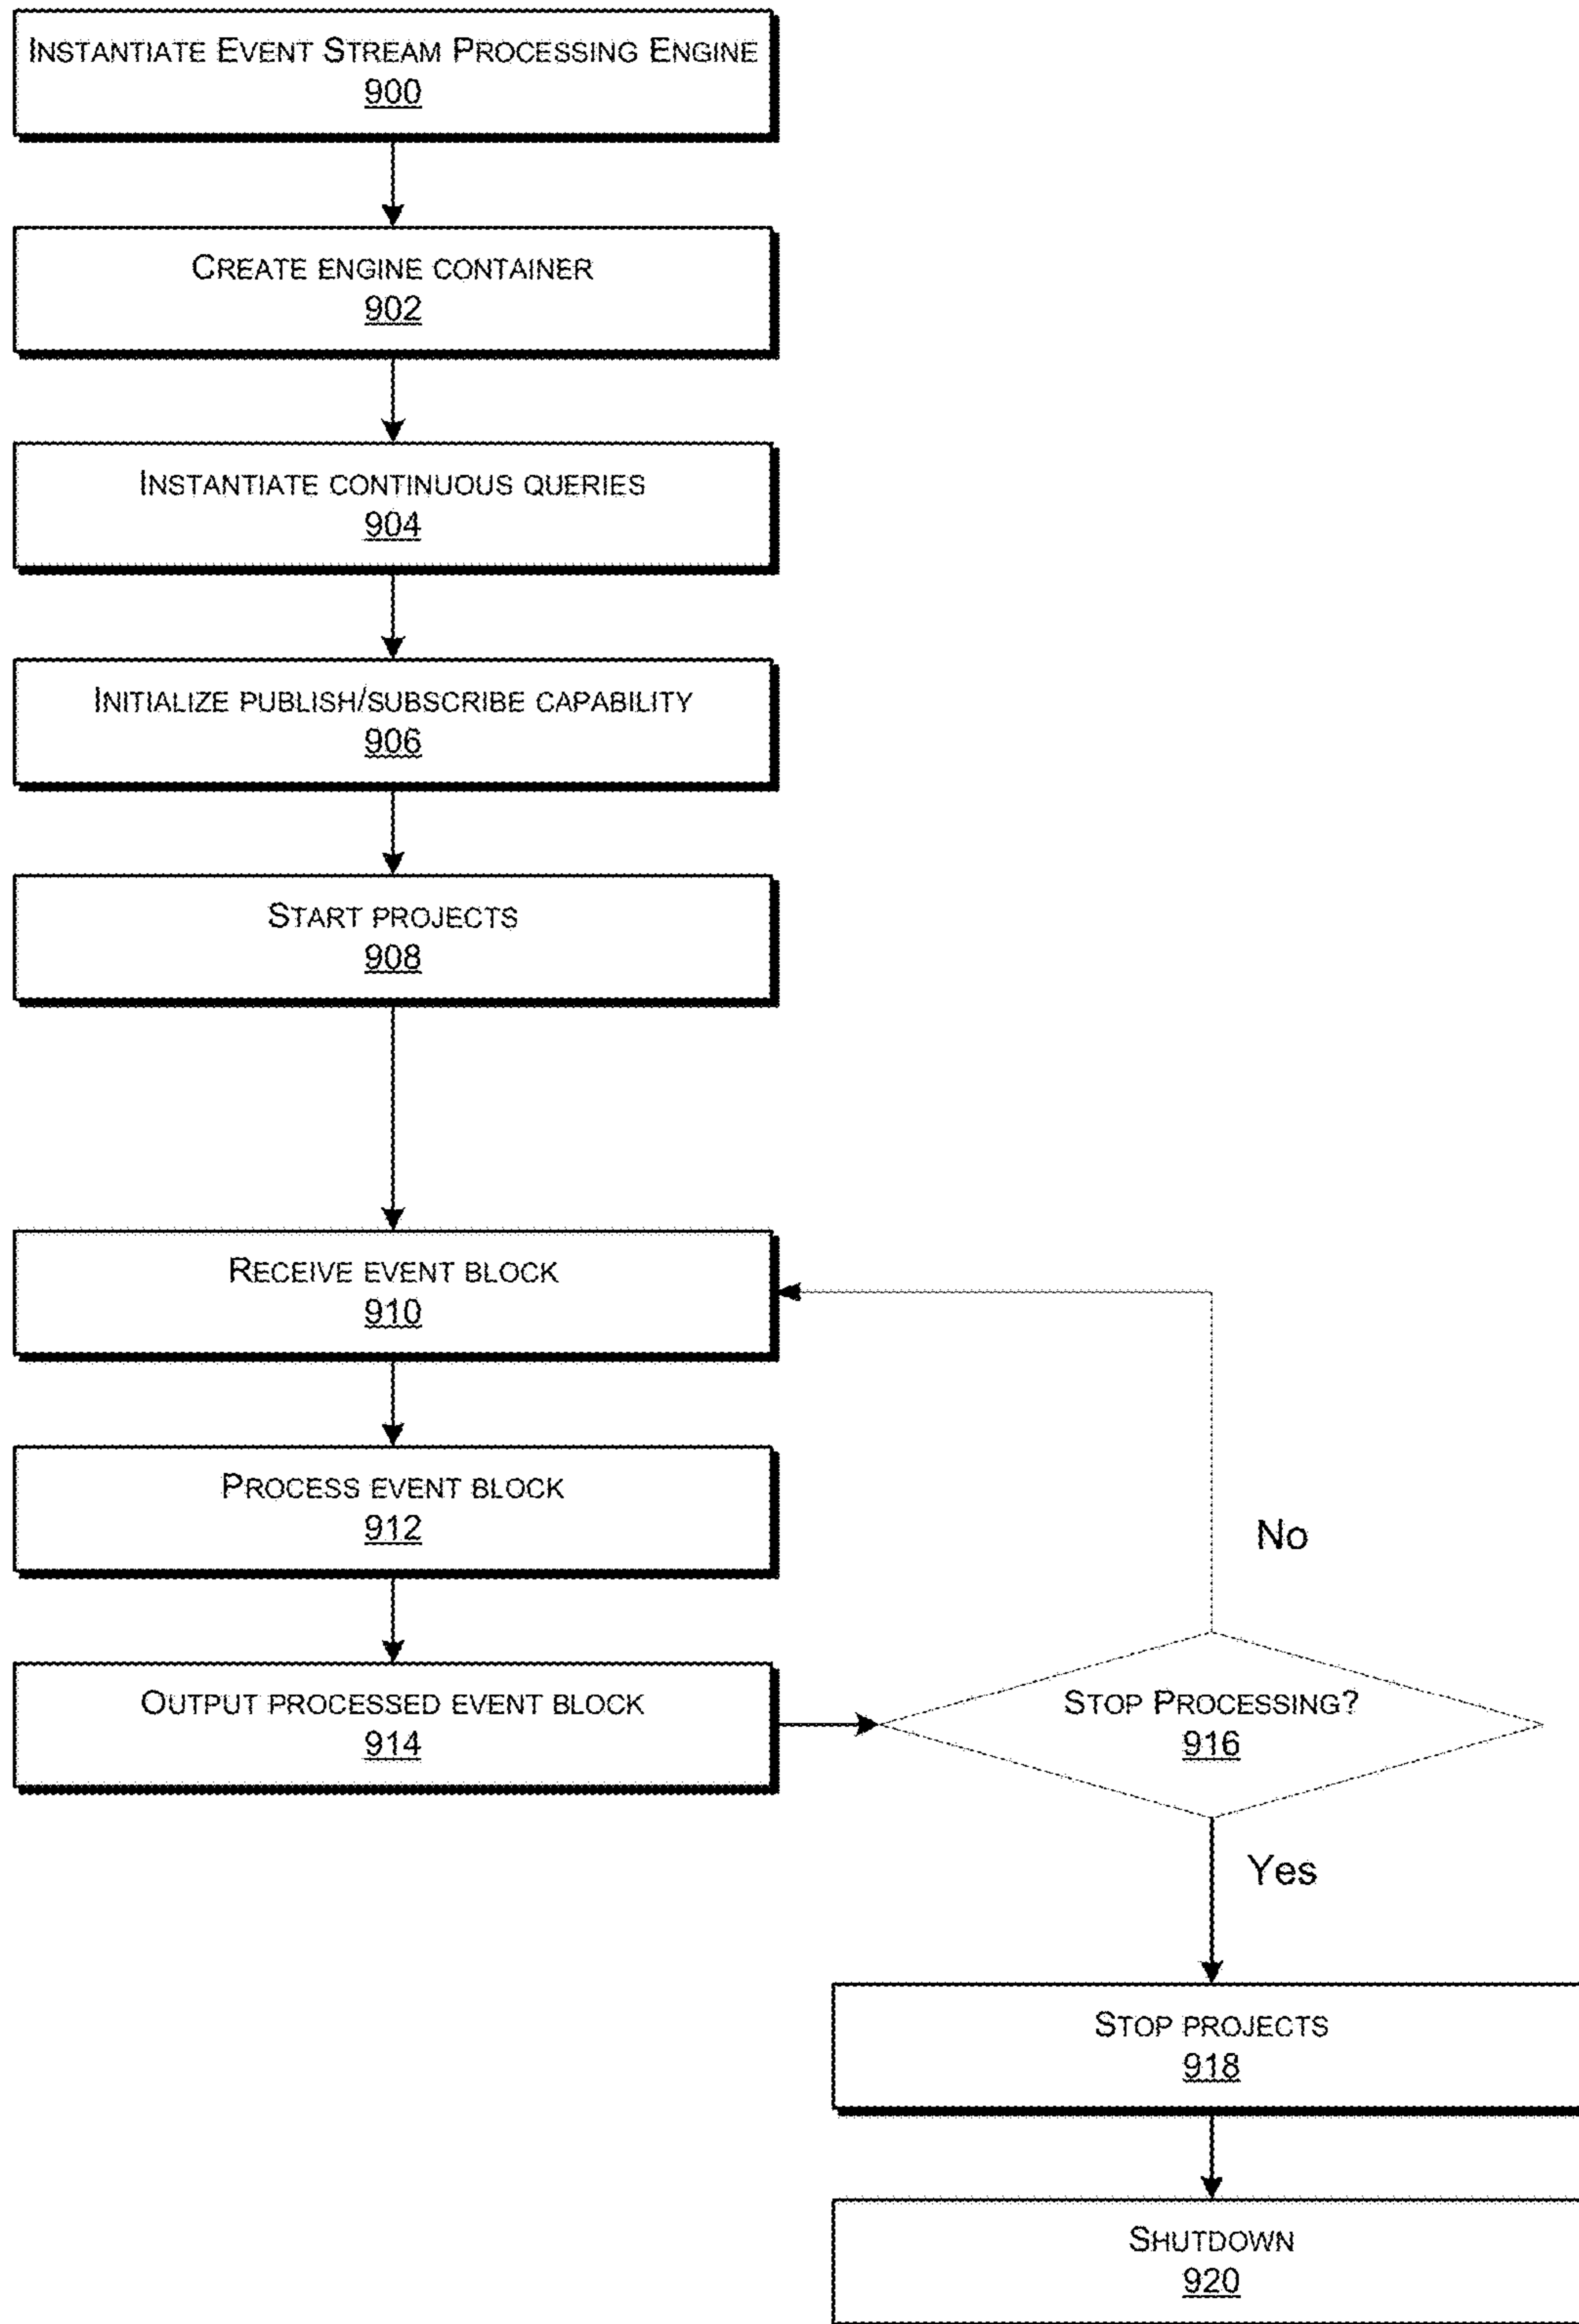 INSTANTIATE EVENT STREAM PROCESSING ENGINE
900
CREATE ENGINE CONTAINER
902
INSTANTIATE CONTINUOUS QUERIES
904
INITIALIZE PUBLISH/SUBSCRIBE CAPABILITY
906
START PROJECTS
908
RECEIVE EVENT BLOCK
910
PROCESS EVENT BLOCK
912
No
OUTPUT PROCESSED EVENT BLOCK
914
STOP PROCESSING?
916
Yes
STOP PROJECTS
918
SHUTDOWN
920